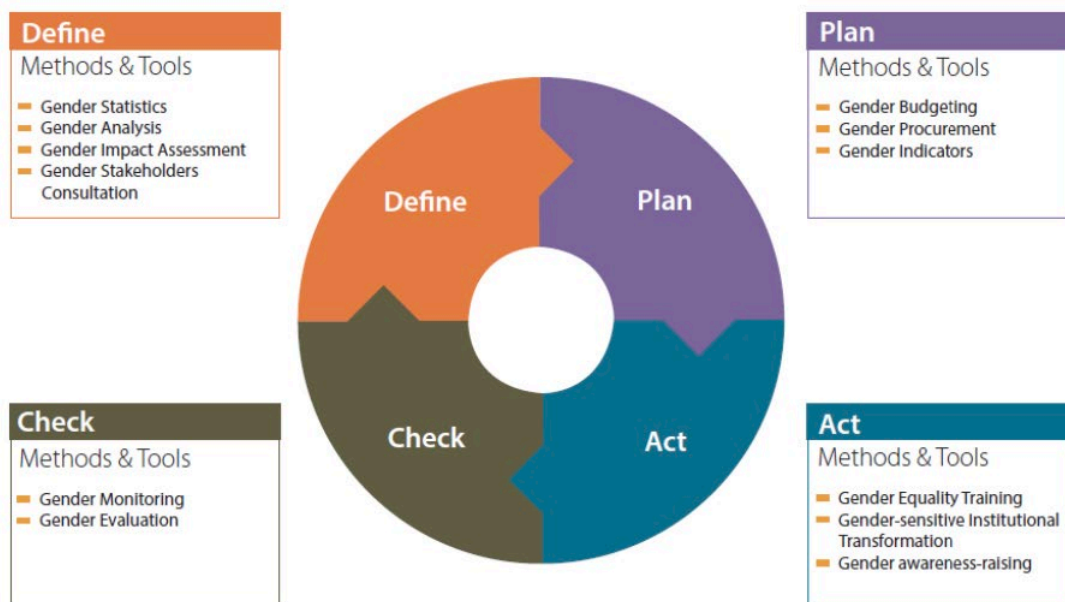 Define
Methods & Tools
Gender Statistics
Gender Analysis
Gender Impact Assessment
Gender Stakeholders
Consultation
Plan
Methods & Tools
Gender Budgeting
Gender Procurement
Gender Indicators
Define
Plan
Check
Act
Check
Methods & Tools
Gender Monitoring
Gender Evaluation
Act
Methods & Tools
Gender Equality Training
Gender-sensitive Institutional
Transformation
Gender awareness-raising